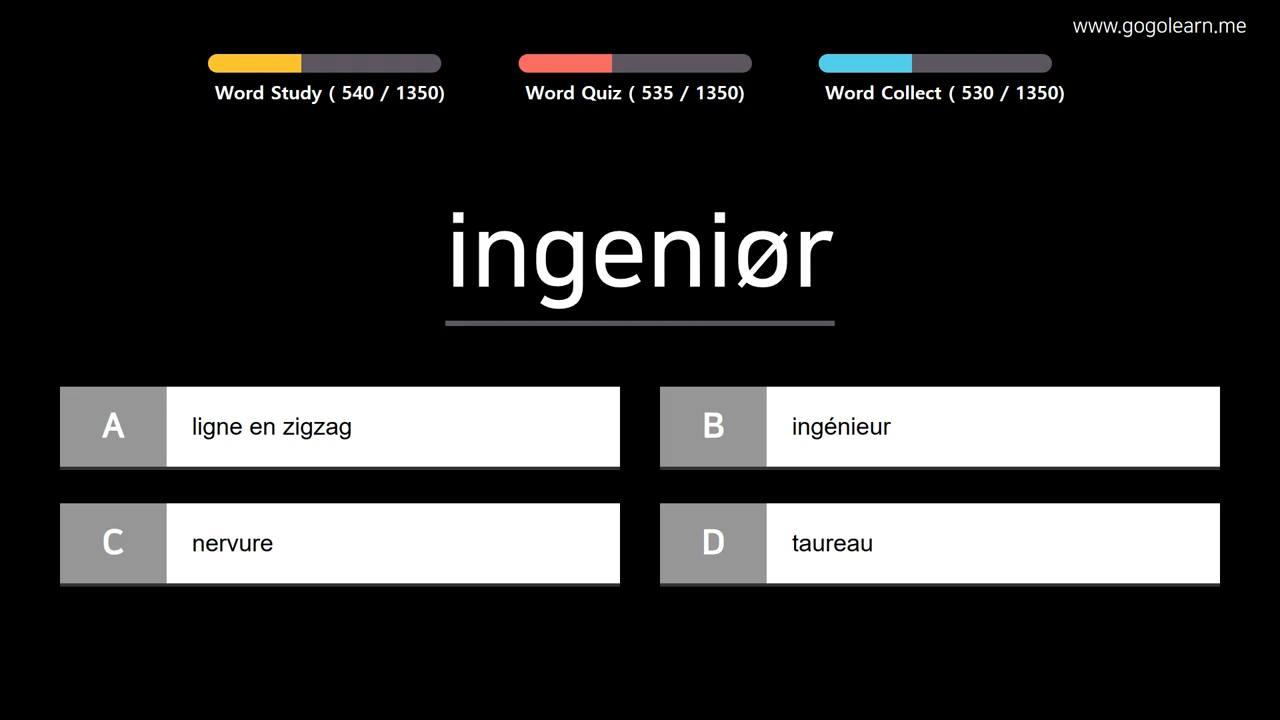 www.gogolearn.me
Word Study ( 540 / 1350)
Word Quiz ( 535 / 1350)
Word Collect ( 530 / 1350)
ingeniør
A ligne en zigzag
B ingénieur
C nervure
D taureau